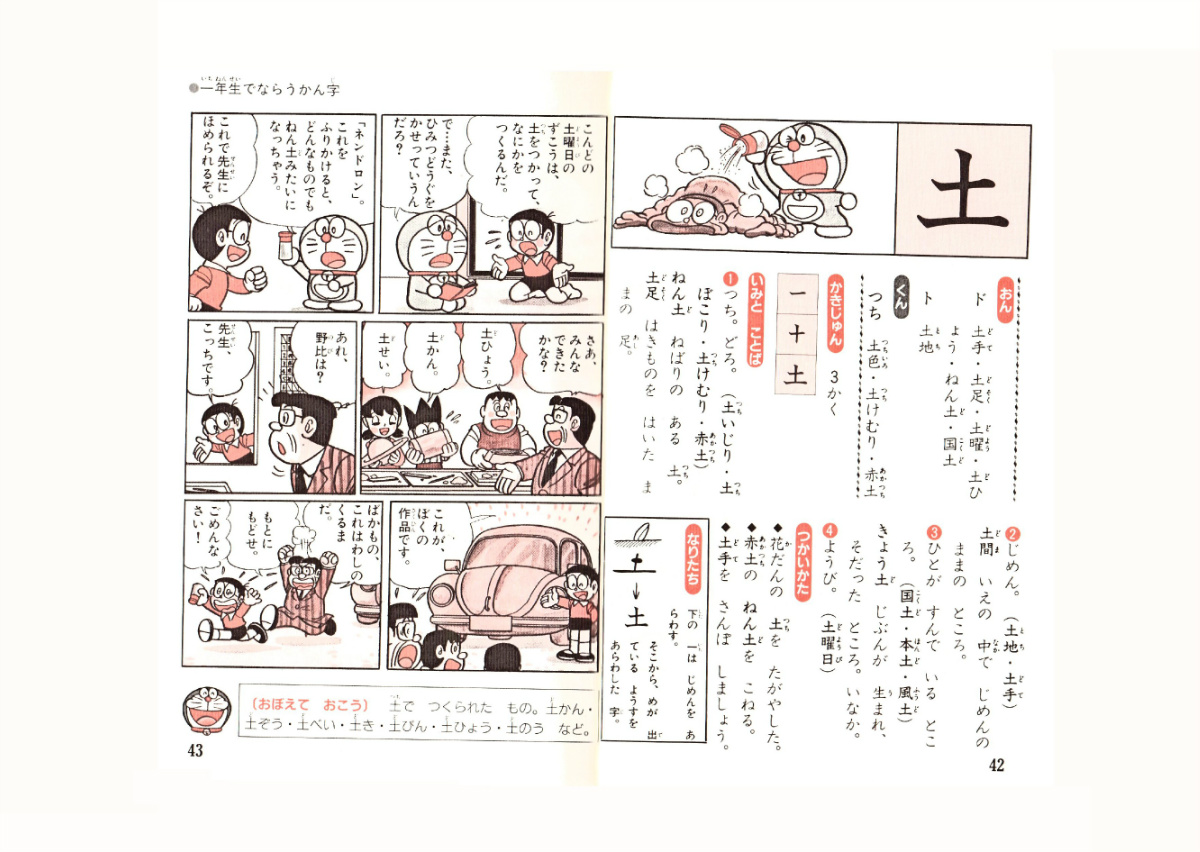 土
おん
ド 土手・土足・土曜・土ひ
よう・ねん土・国土
ト 土地
くん
つち 土色・土けむり・赤土
かきじゅん
3かく
一 十 土
いみと ことば
❶つち。どろ。(土いじり・土
ぼこり・土けむり・赤土)
ねん土 ねばりの ある 土。
土足 はきものを はいた ま
まの 足。
❷じめん。(土地・土手)
土間 いえの 中で じめんの
ままの ところ。
❸ひとが すんで いる とこ
ろ。(国土・本土・風土)
きょう土 じぶんが 生まれ、
そだった ところ。いなか。
❹ようび。(土曜日)
つかいかた
◆花だんの 土を たがやした。
◆赤土の ねん土を こねる。
◆土手を さんぽ しましょう。
なりたち
土
下の 一は じめんを あ
らわす。
そこから、めが 出
ている ようすを
あらわした 字。
42
一年生でならうかん字
こんどの
土曜日の
ずこうは、
土をつかって、
なにかを
つくるんだ。
で…また、
ひみつどうぐを
かせっていうん
だろ?
「ネンドロン」。
これを
ふりかけると、
どんなものでも
ねん土みたいに
なっちゃう。
これで先生に
ほめられるぞ。
さあ、
みんな
できた
かな?
土ひょう。
土かん。
土せい。
あれ、
野比は?
先生、
こっちです。
これが、
ぼくの
作品です。
ばかもの、
これはわしの
くるま
だ。
もとに
もどせ。
ごめんな
さい!
(おぼえて おこう) 土で つくられた もの。土かん・
土ぞう・土べい・土き・土びん・土ひょう・土のう など。
43